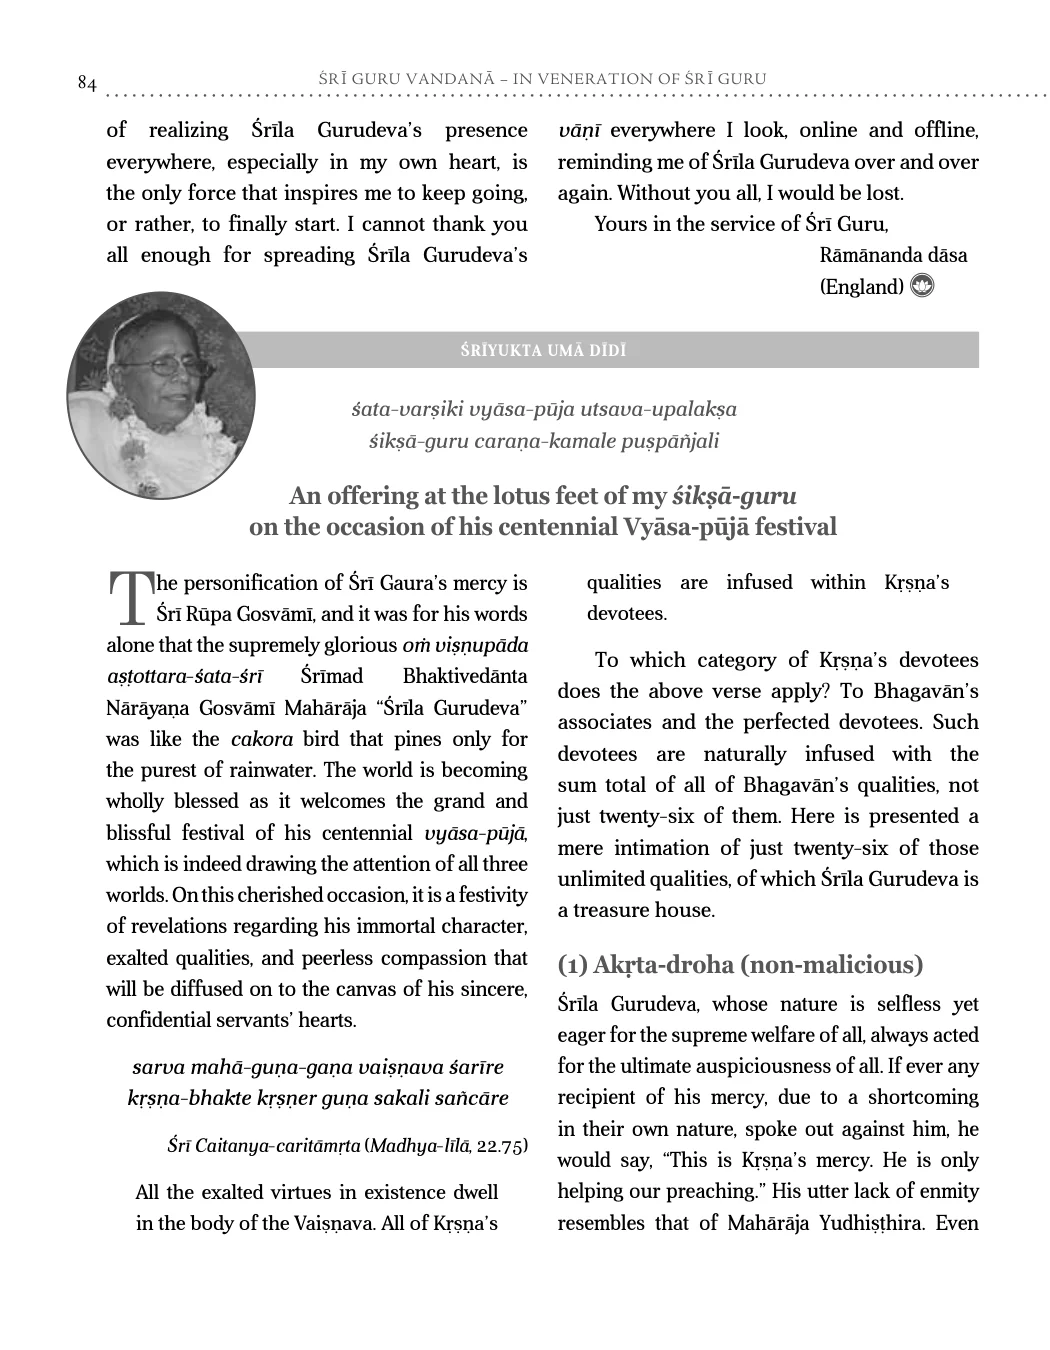 84
ŚRĪ GURU VANDANĀ – IN VENERATION OF ŚRĪ GURU
of realizing Śrīla Gurudeva’s presence
everywhere, especially in my own heart, is
the only force that inspires me to keep going,
or rather, to finally start. I cannot thank you
all enough for spreading Śrīla Gurudeva’s
vāṇī everywhere I look, online and offline,
reminding me of Śrīla Gurudeva over and over
again. Without you all, I would be lost.
Yours in the service of Śrī Guru,
Rāmānanda dāsa
(England)
ŚRĪYUKTA UMĀ DĪDĪ
śata-varṣiki vyāsa-pūja utsava-upalakṣa
śikṣā-guru caraṇa-kamale puṣpāñjali
An offering at the lotus feet of my śikṣā-guru
on the occasion of his centennial Vyāsa-pūjā festival
The personification of Śrī Gaura’s mercy is
Śrī Rūpa Gosvāmī, and it was for his words
alone that the supremely glorious oṁ viṣṇupāda
aṣṭottara-śata-śrī Śrīmad Bhaktivedānta
Nārāyaṇa Gosvāmī Mahārāja “Śrīla Gurudeva”
was like the cakora bird that pines only for
the purest of rainwater. The world is becoming
wholly blessed as it welcomes the grand and
blissful festival of his centennial vyāsa-pūjā,
which is indeed drawing the attention of all three
worlds. On this cherished occasion, it is a festivity
of revelations regarding his immortal character,
exalted qualities, and peerless compassion that
will be diffused on to the canvas of his sincere,
confidential servants’ hearts.
sarva mahā-guṇa-gaṇa vaiṣṇava śarīre
kṛṣṇa-bhakte kṛṣṇer guṇa sakali sañcāre
Śrī Caitanya-caritāmṛta (Madhya-līlā, 22.75)
All the exalted virtues in existence dwell
in the body of the Vaiṣṇava. All of Kṛṣṇa’s
qualities are infused within Kṛṣṇa’s
devotees.
To which category of Kṛṣṇa’s devotees
does the above verse apply? To Bhagavān’s
associates and the perfected devotees. Such
devotees are naturally infused with the
sum total of all of Bhagavān’s qualities, not
just twenty-six of them. Here is presented a
mere intimation of just twenty-six of those
unlimited qualities, of which Śrīla Gurudeva is
a treasure house.
(1) Akṛta-droha (non-malicious)
Śrīla Gurudeva, whose nature is selfless yet
eager for the supreme welfare of all, always acted
for the ultimate auspiciousness of all. If ever any
recipient of his mercy, due to a shortcoming
in their own nature, spoke out against him, he
would say, “This is Kṛṣṇa’s mercy. He is only
helping our preaching.” His utter lack of enmity
resembles that of Mahārāja Yudhiṣṭhira. Even